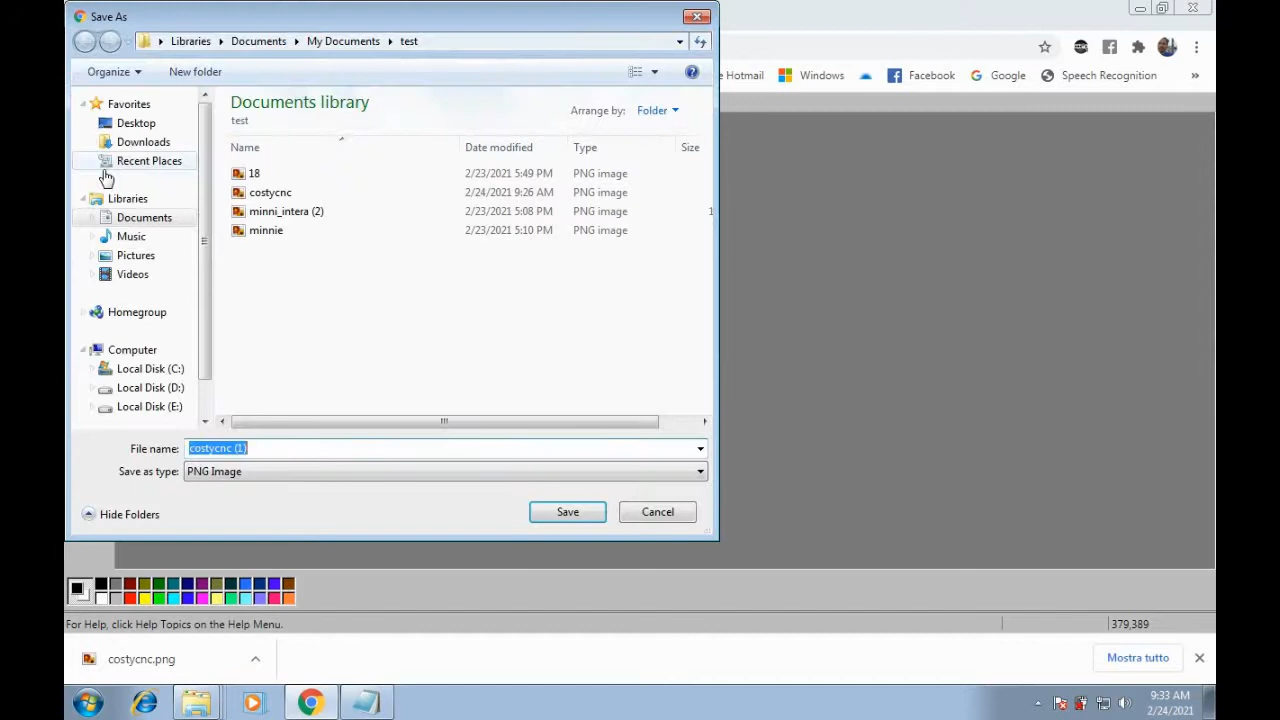 Save As
Libraries Documents My Documents test
Organize New folder
Hotmail Windows Facebook Google Speech Recognition »
Favorites
Desktop
Downloads
Recent Places
Libraries
Documents
Music
Pictures
Videos
Homegroup
Computer
Local Disk (C:)
Local Disk (D:)
Local Disk (E:)
Documents library
test
Arrange by: Folder
Name Date modified Type Size
18 2/23/2021 5:49 PM PNG image
costycnc 2/24/2021 9:26 AM PNG image
minni_intera (2) 2/23/2021 5:08 PM PNG image 1
minnie 2/23/2021 5:10 PM PNG image
File name: costycnc (1)
Save as type: PNG Image
Hide Folders Save Cancel
For Help, click Help Topics on the Help Menu. 379,389
costycnc.png Mostra tutto
9:33 AM
2/24/2021